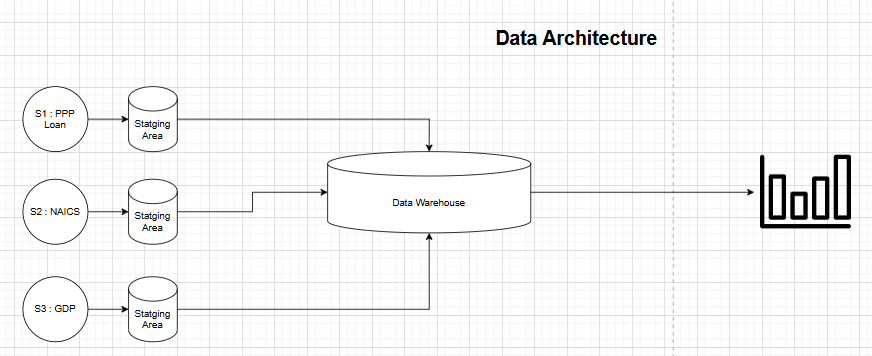 Data Architecture
S1 : PPP
Loan
Statging
Area
S2 : NAICS
Statging
Area
Data Warehouse
S3 : GDP
Statging
Area